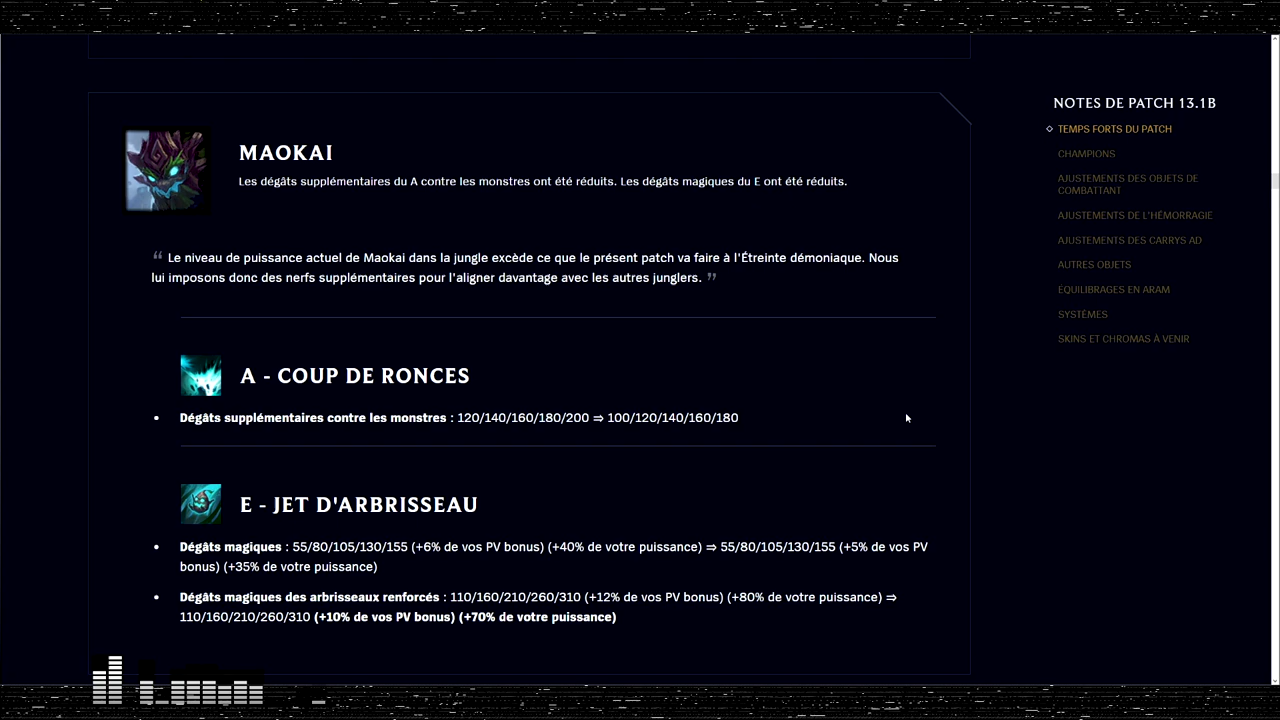 MAOKAI
Les dégâts supplémentaires du A contre les monstres ont été réduits. Les dégâts magiques du E ont été réduits.
“ Le niveau de puissance actuel de Maokai dans la jungle excède ce que le présent patch va faire à l'Étreinte démoniaque. Nous
lui imposons donc des nerfs supplémentaires pour l'aligner davantage avec les autres junglers. ”
A - COUP DE RONCES
• Dégâts supplémentaires contre les monstres : 120/140/160/180/200 ⇒ 100/120/140/160/180
E - JET D'ARBRISSEAU
• Dégâts magiques : 55/80/105/130/155 (+6% de vos PV bonus) (+40% de votre puissance) ⇒ 55/80/105/130/155 (+5% de vos PV
bonus) (+35% de votre puissance)
• Dégâts magiques des arbrisseaux renforcés : 110/160/210/260/310 (+12% de vos PV bonus) (+80% de votre puissance) ⇒
110/160/210/260/310 (+10% de vos PV bonus) (+70% de votre puissance)
NOTES DE PATCH 13.1B
TEMPS FORTS DU PATCH
CHAMPIONS
AJUSTEMENTS DES OBJETS DE
COMBATTANT
AJUSTEMENTS DE L'HÉMORRAGIE
AJUSTEMENTS DES CARRYS AD
AUTRES OBJETS
ÉQUILIBRAGES EN ARAM
SYSTÈMES
SKINS ET CHROMAS À VENIR